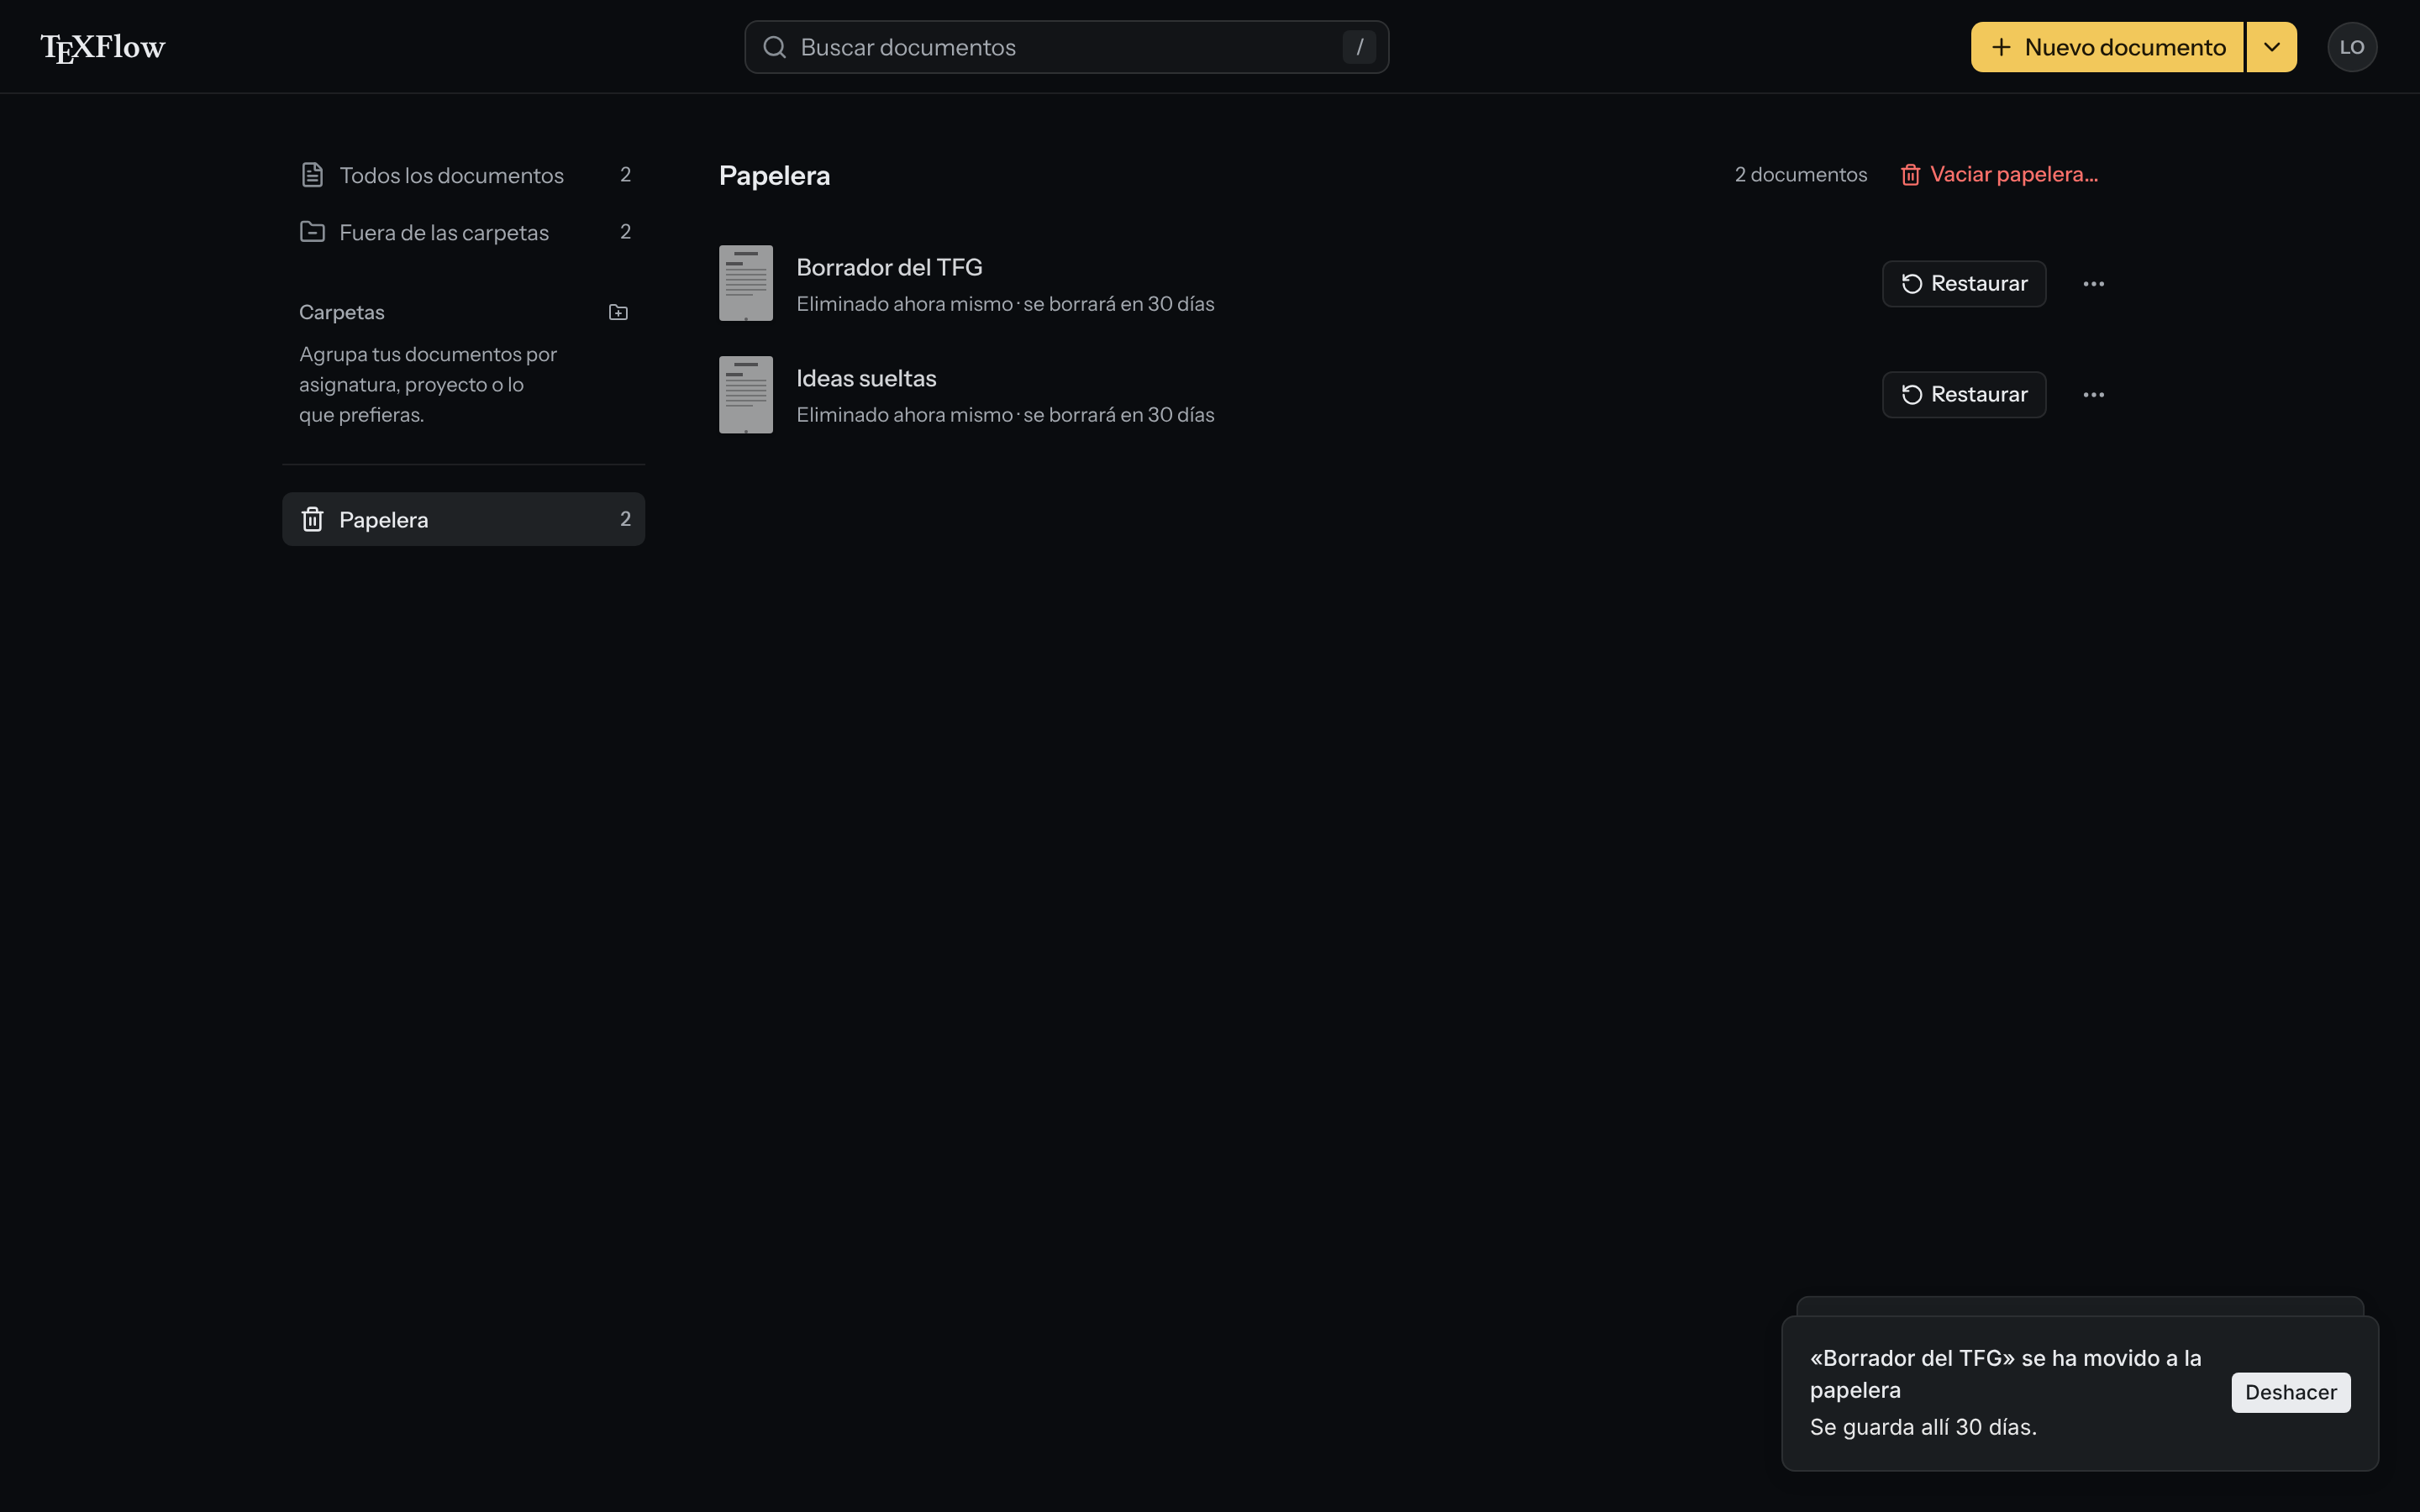 TEXFlow
Buscar documentos
/
Nuevo documento
LO
Todos los documentos 2
Fuera de las carpetas 2
Carpetas
Agrupa tus documentos por
asignatura, proyecto o lo
que prefieras.
Papelera 2
Papelera
2 documentos
Vaciar papelera...
Borrador del TFG
Eliminado ahora mismo · se borrará en 30 días
Restaurar
Ideas sueltas
Eliminado ahora mismo · se borrará en 30 días
Restaurar
«Borrador del TFG» se ha movido a la
papelera
Se guarda allí 30 días.
Deshacer